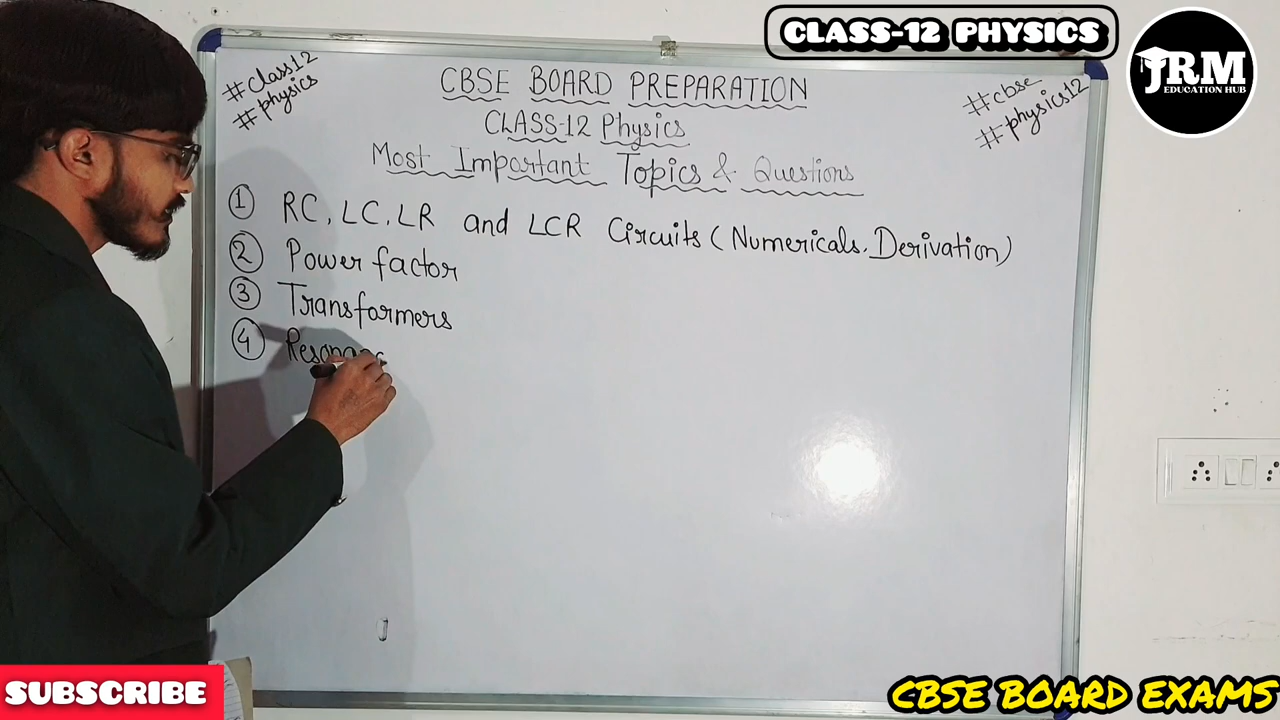 CLASS-12 PHYSICS
JRM
EDUCATION HUB
#Class12
#physics
#cbse
#physics12
CBSE BOARD PREPARATION
CLASS-12 Physics
Most Important Topics & Questions
1 RC, LC, LR and LCR Circuits (Numericals. Derivation)
2 Power factor
3 Transformers
4
SUBSCRIBE
CBSE BOARD EXAMS